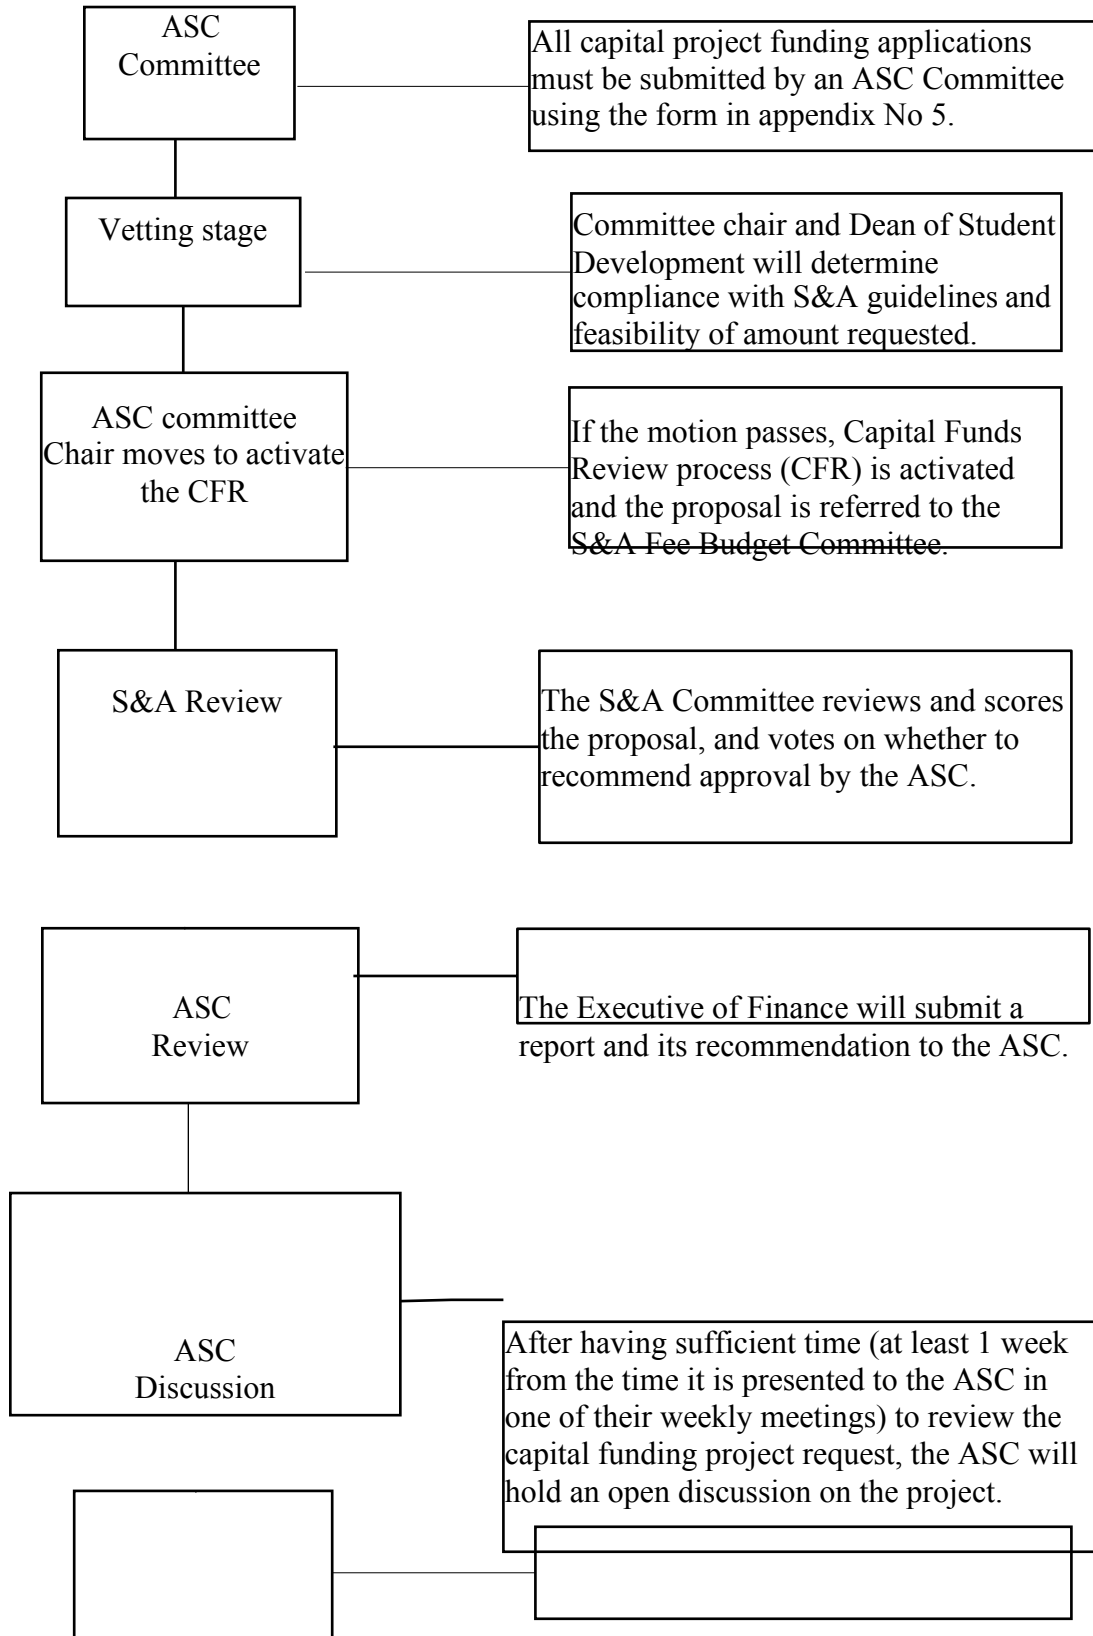 ASC
Committee
All capital project funding applications
must be submitted by an ASC Committee
using the form in appendix No 5.
Vetting stage
Committee chair and Dean of Student
Development will determine
compliance with S&A guidelines and
feasibility of amount requested.
ASC committee
Chair moves to activate
the CFR
If the motion passes, Capital Funds
Review process (CFR) is activated
and the proposal is referred to the
S&A Fee Budget Committee.
S&A Review
The S&A Committee reviews and scores
the proposal, and votes on whether to
recommend approval by the ASC.
ASC
Review
The Executive of Finance will submit a
report and its recommendation to the ASC.
ASC
Discussion
After having sufficient time (at least 1 week
from the time it is presented to the ASC in
one of their weekly meetings) to review the
capital funding project request, the ASC will
hold an open discussion on the project.